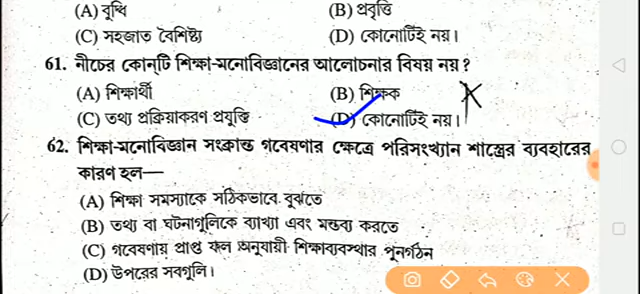 (A) বুদ্ধি (B) প্রবৃত্তি
(C) সহজাত বৈশিষ্ট্য (D) কোনোটিই নয়।
61. নীচের কোন্‌টি শিক্ষা-মনোবিজ্ঞানের আলোচনার বিষয় নয়?
(A) শিক্ষার্থী (B) শিক্ষক
(C) তথ্য প্রক্রিয়াকরণ প্রযুক্তি (D) কোনোটিই নয়।
62. শিক্ষা-মনোবিজ্ঞান সংক্রান্ত গবেষণার ক্ষেত্রে পরিসংখ্যান শাস্ত্রের ব্যবহারের
কারণ হল—
(A) শিক্ষা সমস্যাকে সঠিকভাবে বুঝতে
(B) তথ্য বা ঘটনাগুলিকে ব্যাখ্যা এবং মন্তব্য করতে
(C) গবেষণায় প্রাপ্ত ফল অনুযায়ী শিক্ষাব্যবস্থার পুনর্গঠন
(D) উপরের সবগুলি।